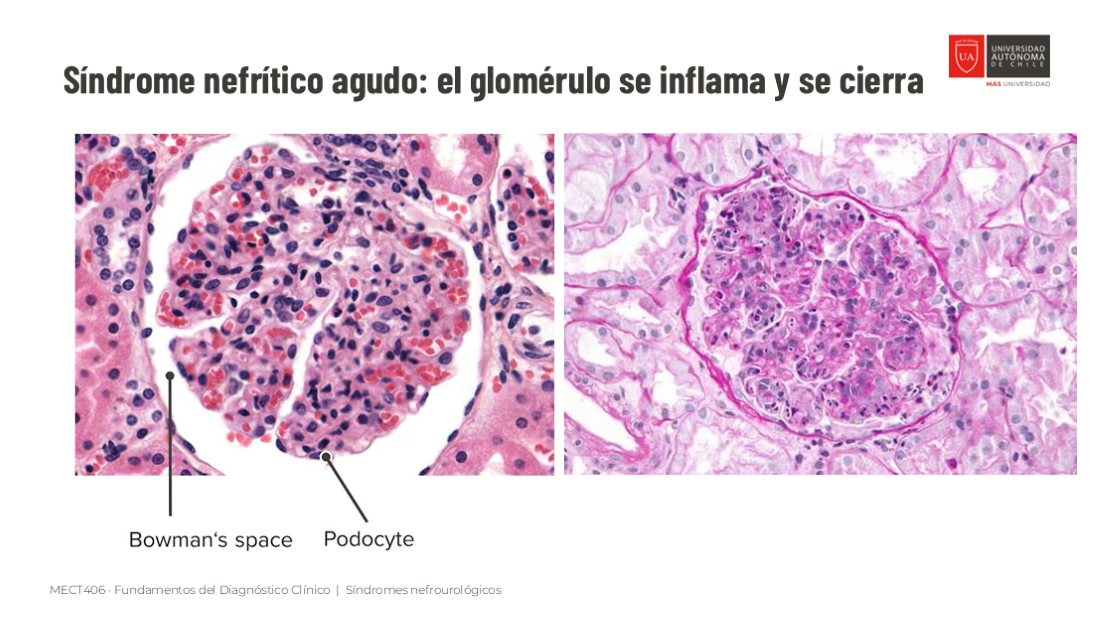 Síndrome nefrítico agudo: el glomérulo se inflama y se cierra
UA
UNIVERSIDAD
AUTÓNOMA
DE CHILE
MÁS UNIVERSIDAD
Bowman‘s space
Podocyte
MECT406 · Fundamentos del Diagnóstico Clínico | Síndromes nefrourológicos